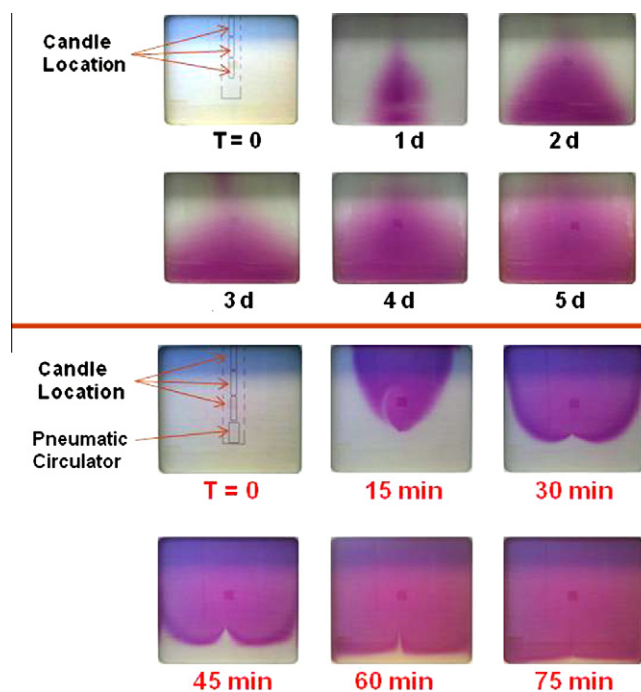 Candle
Location
T = 0
1 d
2 d
3 d
4 d
5 d
Candle
Location
Pneumatic
Circulator
T = 0
15 min
30 min
45 min
60 min
75 min